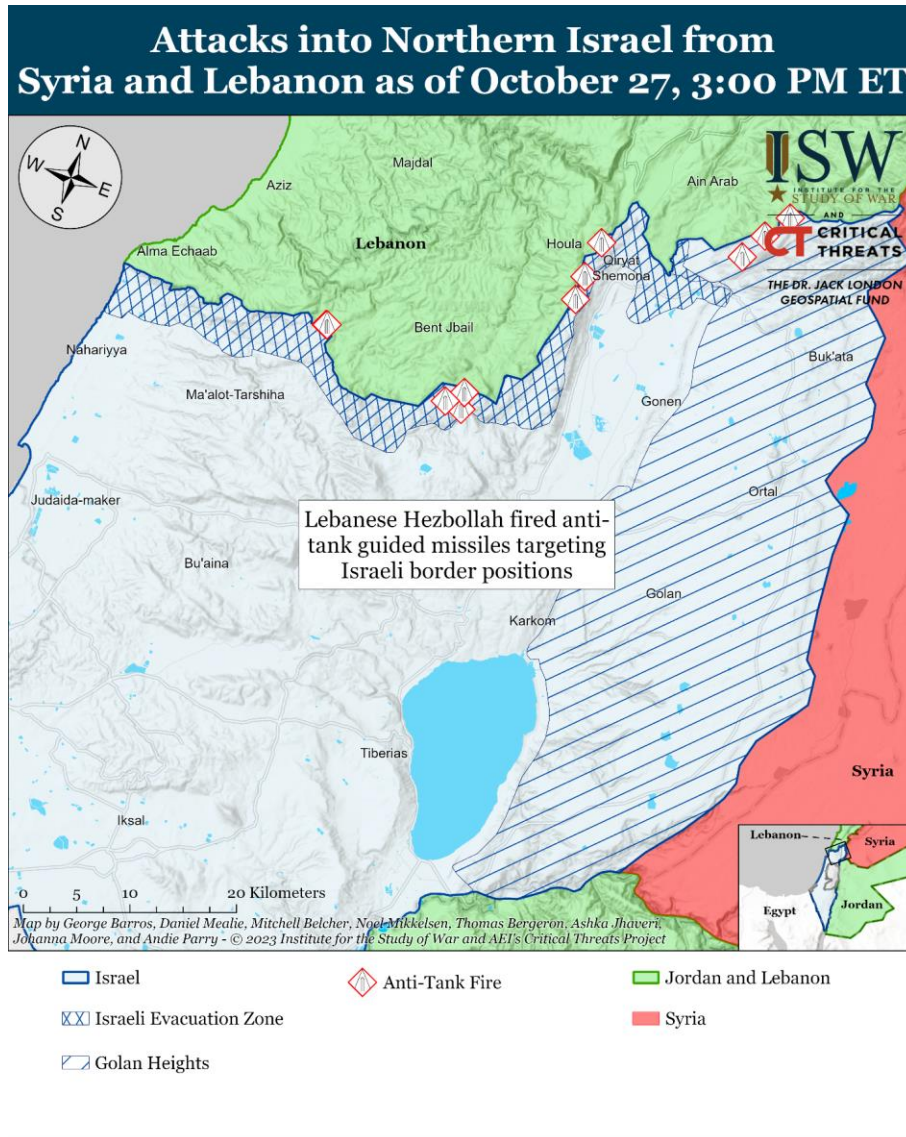 Attacks into Northern Israel from
Syria and Lebanon as of October 27, 3:00 PM ET
N
W
E
S
ISW
INSTITUTE FOR THE
STUDY OF WAR
AND
CT CRITICAL
THREATS
THE DR. JACK LONDON
GEOSPATIAL FUND
Majdal
Aziz
Ain Arab
Lebanon
Houla
Alma Echaab
Qiryat
Shemona
Bent Jbail
Nahariyya
Buk'ata
Ma'alot-Tarshiha
Gonen
Judaida-maker
Ortal
Lebanese Hezbollah fired anti-
tank guided missiles targeting
Israeli border positions
Bu'aina
Golan
Karkom
Tiberias
Syria
Iksal
Lebanon
Syria
Egypt
Jordan
0 5 10 20 Kilometers
Map by George Barros, Daniel Mealie, Mitchell Belcher, Noel Mikkelsen, Thomas Bergeron, Ashka Jhaveri,
Johanna Moore, and Andie Parry - © 2023 Institute for the Study of War and AEI's Critical Threats Project
Israel
Anti-Tank Fire
Jordan and Lebanon
Israeli Evacuation Zone
Syria
Golan Heights